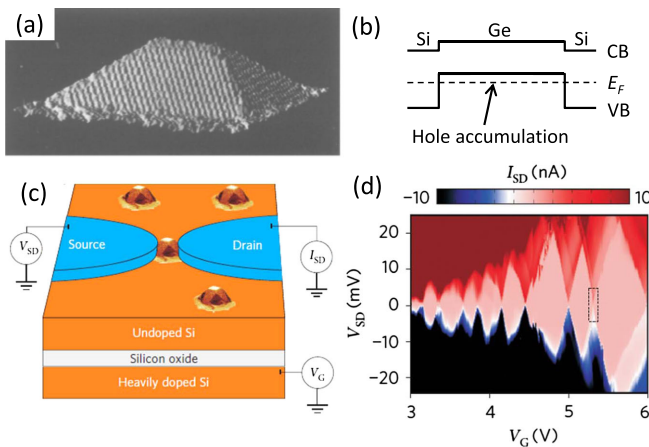 (a)
(b)
Si Ge Si
CB
E_F
VB
Hole accumulation
(c)
V_SD
Source
Drain
I_SD
Undoped Si
Silicon oxide
Heavily doped Si
V_G
(d)
I_SD (nA)
−10 10
V_SD (mV)
20
10
0
−10
−20
3 4 5 6
V_G (V)